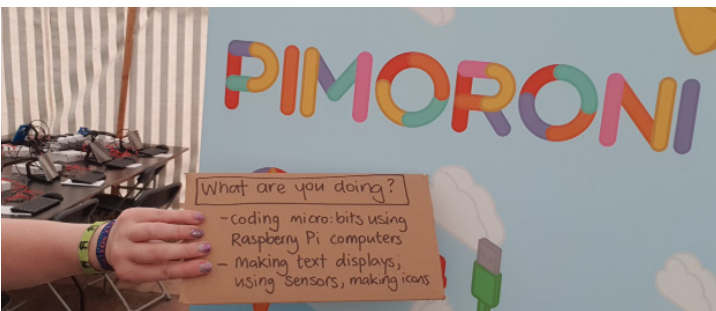 PIMORONI
What are you doing?
-Coding micro:bits using
Raspberry Pi computers
- Making text displays,
using sensors, making icons